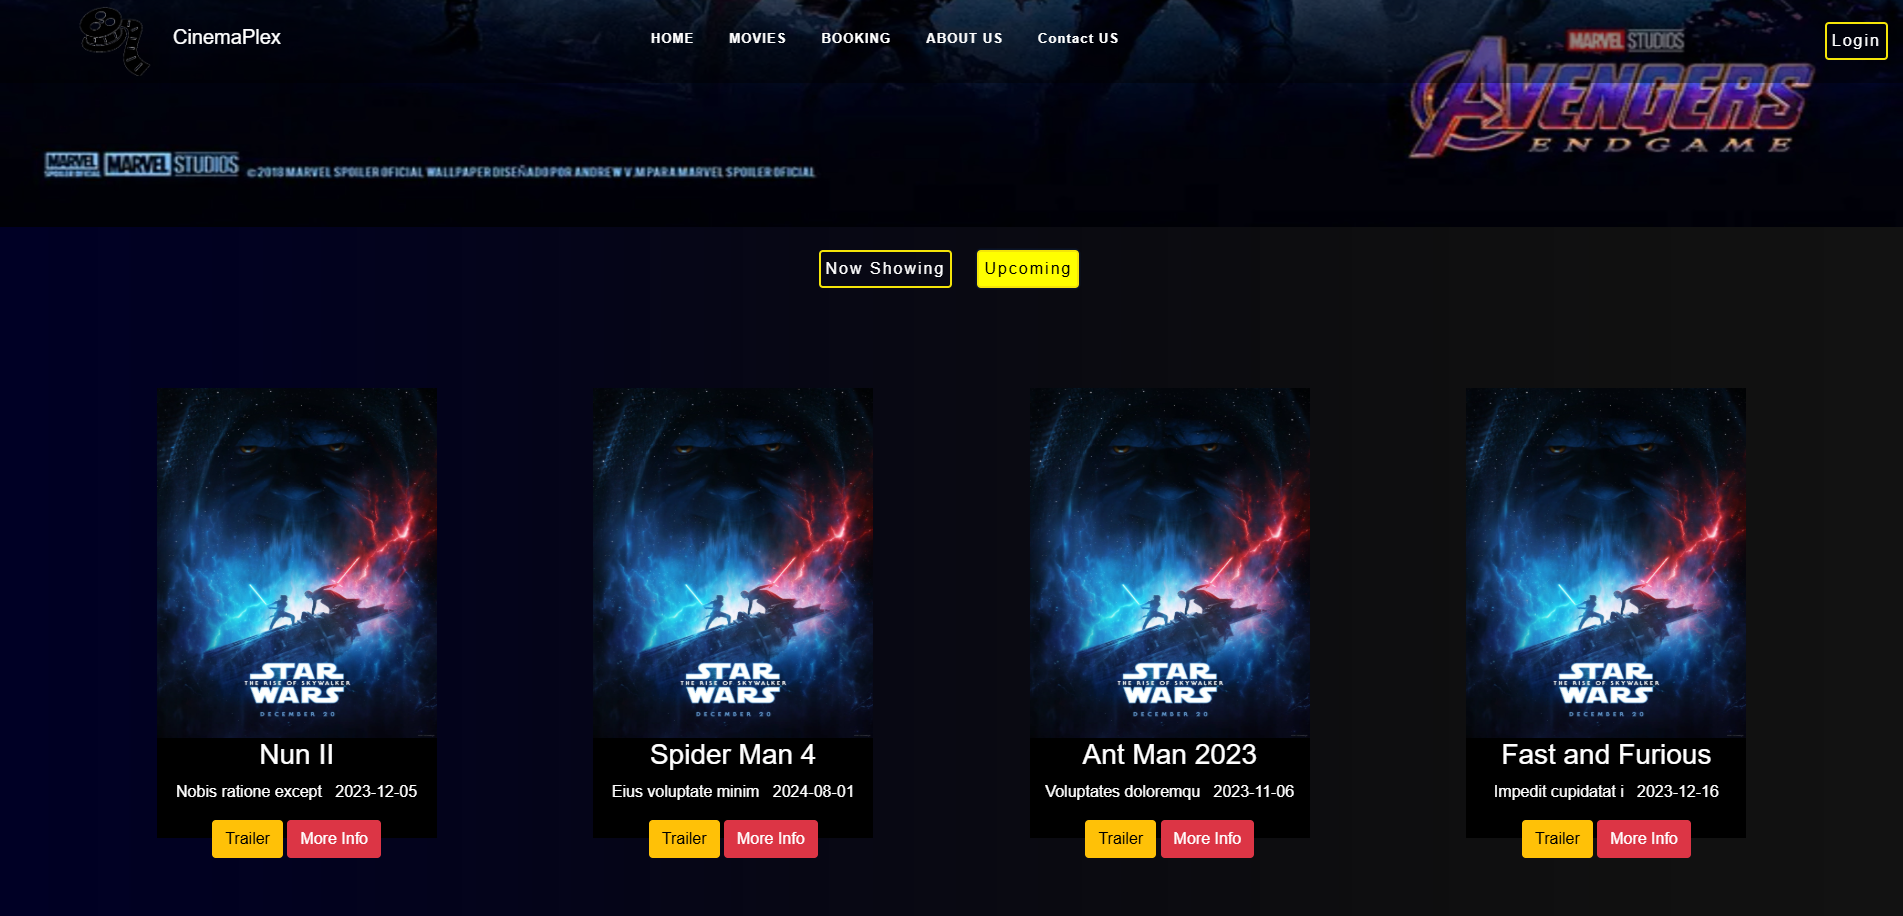 CinemaPlex
HOME MOVIES BOOKING ABOUT US Contact US
Login
MARVEL STUDIOS
AVENGERS
ENDGAME
MARVEL MARVEL STUDIOS
SPOILER OFICIAL
©2018 MARVEL SPOILER OFICIAL WALLPAPER DISEÑADO POR ANDREW V.M PARA MARVEL SPOILER OFICIAL
Now Showing Upcoming
STAR
THE RISE OF SKYWALKER
WARS
DECEMBER 20
Nun II
Nobis ratione except 2023-12-05
Trailer More Info
STAR
THE RISE OF SKYWALKER
WARS
DECEMBER 20
Spider Man 4
Eius voluptate minim 2024-08-01
Trailer More Info
STAR
THE RISE OF SKYWALKER
WARS
DECEMBER 20
Ant Man 2023
Voluptates doloremqu 2023-11-06
Trailer More Info
STAR
THE RISE OF SKYWALKER
WARS
DECEMBER 20
Fast and Furious
Impedit cupidatat i 2023-12-16
Trailer More Info